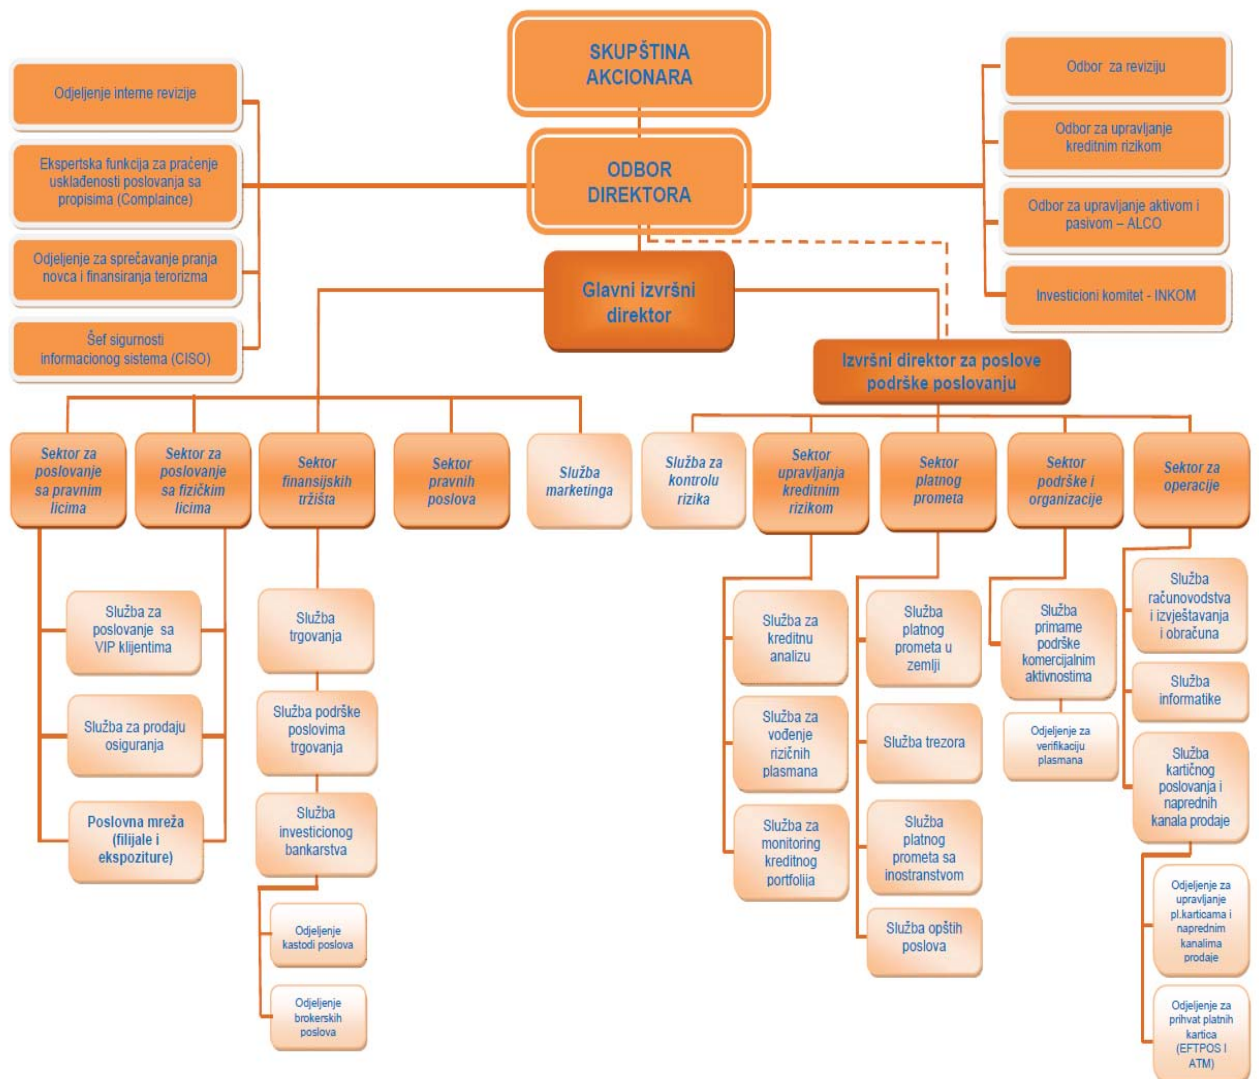 SKUPŠTINA
AKCIONARA
ODBOR
DIREKTORA
Odjeljenje interne revizije
Ekspertska funkcija za praćenje
usklađenosti poslovanja sa
propisima (Complaince)
Odjeljenje za sprečavanje pranja
novca i finansiranja terorizma
Šef sigurnosti
informacionog sistema (CISO)
Odbor za reviziju
Odbor za upravljanje
kreditnim rizikom
Odbor za upravljanje aktivom i
pasivom – ALCO
Investicioni komitet - INKOM
Glavni izvršni
direktor
Izvršni direktor za poslove
podrške poslovanju
Sektor za
poslovanje
sa pravnim
licima
Sektor za
poslovanje
sa fizičkim
licima
Sektor
finansijskih
tržišta
Sektor
pravnih
poslova
Služba
marketinga
Služba za
kontrolu
rizika
Sektor
upravljanja
kreditnim
rizikom
Sektor
platnog
prometa
Sektor
podrške i
organizacije
Sektor za
operacije
Služba za
poslovanje sa
VIP klijentima
Služba za prodaju
osiguranja
Poslovna mreža
(filijale i
ekspoziture)
Služba
trgovanja
Služba podrške
poslovima
trgovanja
Služba
investicionog
bankarstva
Odjeljenje
kastodi poslova
Odjeljenje
brokerskih
poslova
Služba za
kreditnu
analizu
Služba za
vođenje
rizičnih
plasmana
Služba za
monitoring
kreditnog
portfolija
Služba
platnog
prometa u
zemlji
Služba trezora
Služba
platnog
prometa sa
inostranstvom
Služba opštih
poslova
Služba
primarne
podrške
komercijalnim
aktivnostima
Odjeljenje za
verifikaciju
plasmana
Služba
računovodstva
i izvještavanja
i obračuna
Služba
informatike
Služba
kartičnog
poslovanja i
naprednih
kanala prodaje
Odjeljenje za
upravljanje
pl.karticama i
naprednim
kanalima
prodaje
Odjeljenje za
prihvat platnih
kartica
(EFTPOS I
ATM)